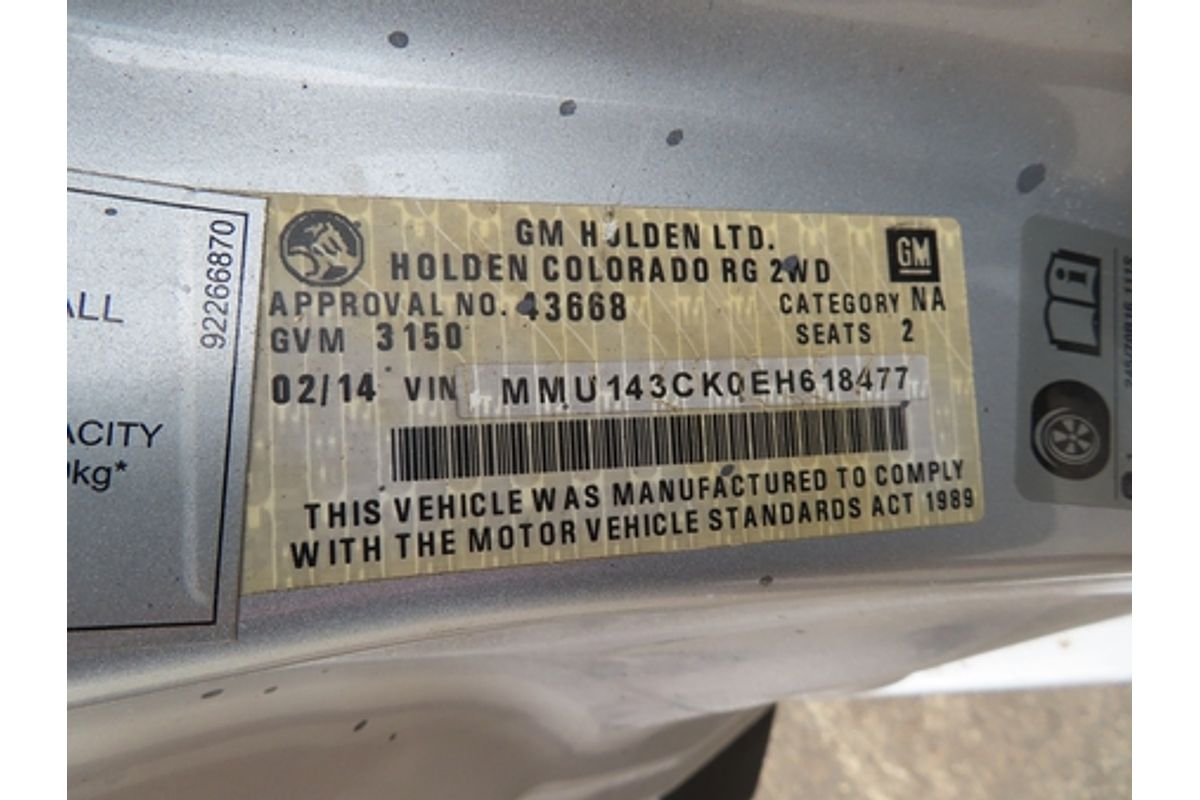 GM HOLDEN LTD.
HOLDEN COLORADO RG 2WD
GM
APPROVAL NO. 43668 CATEGORY NA
GVM 3150 SEATS 2
02/14 VIN MMU143CK0EH618477
THIS VEHICLE WAS MANUFACTURED TO COMPLY
WITH THE MOTOR VEHICLE STANDARDS ACT 1989
92266870
ALL
ACITY
0kg*